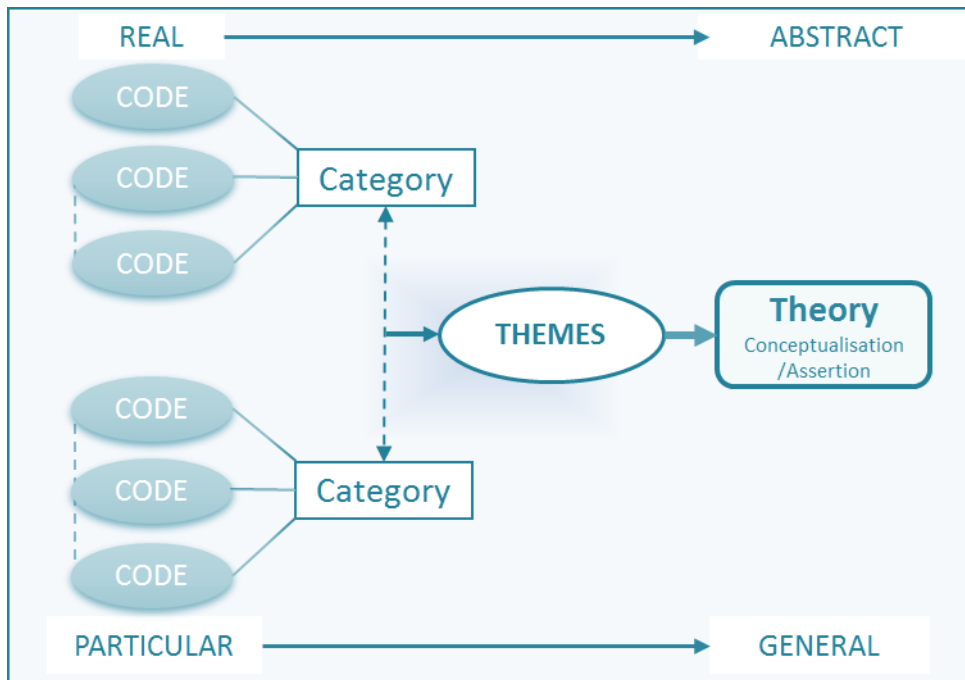 REAL
ABSTRACT
CODE
CODE
Category
CODE
THEMES
Theory
Conceptualisation
/Assertion
CODE
CODE
Category
CODE
PARTICULAR
GENERAL